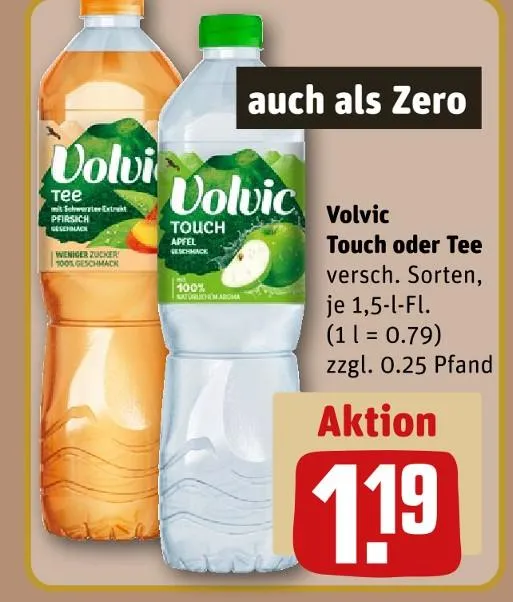 auch als Zero
Volvic
TEE
mit Schwarztee-Extrakt
PFIRSICH
GESCHMACK
WENIGER ZUCKER
100% GESCHMACK
Volvic
TOUCH
APFEL
GESCHMACK
MIT
100%
NATÜRLICHEM AROMA
Volvic
Touch oder Tee
versch. Sorten,
je 1,5-l-Fl.
(1 l = 0.79)
zzgl. 0.25 Pfand
Aktion
1.19